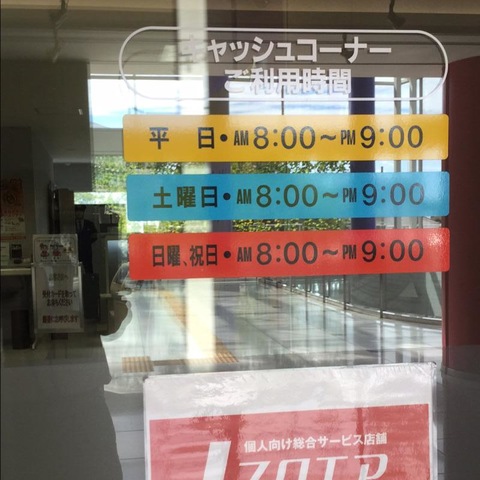 キャッシュコーナー
ご利用時間
平 日・AM 8:00～PM 9:00
土曜日・AM 8:00～PM 9:00
日曜、祝日・AM 8:00～PM 9:00
個人向け総合サービス店舗